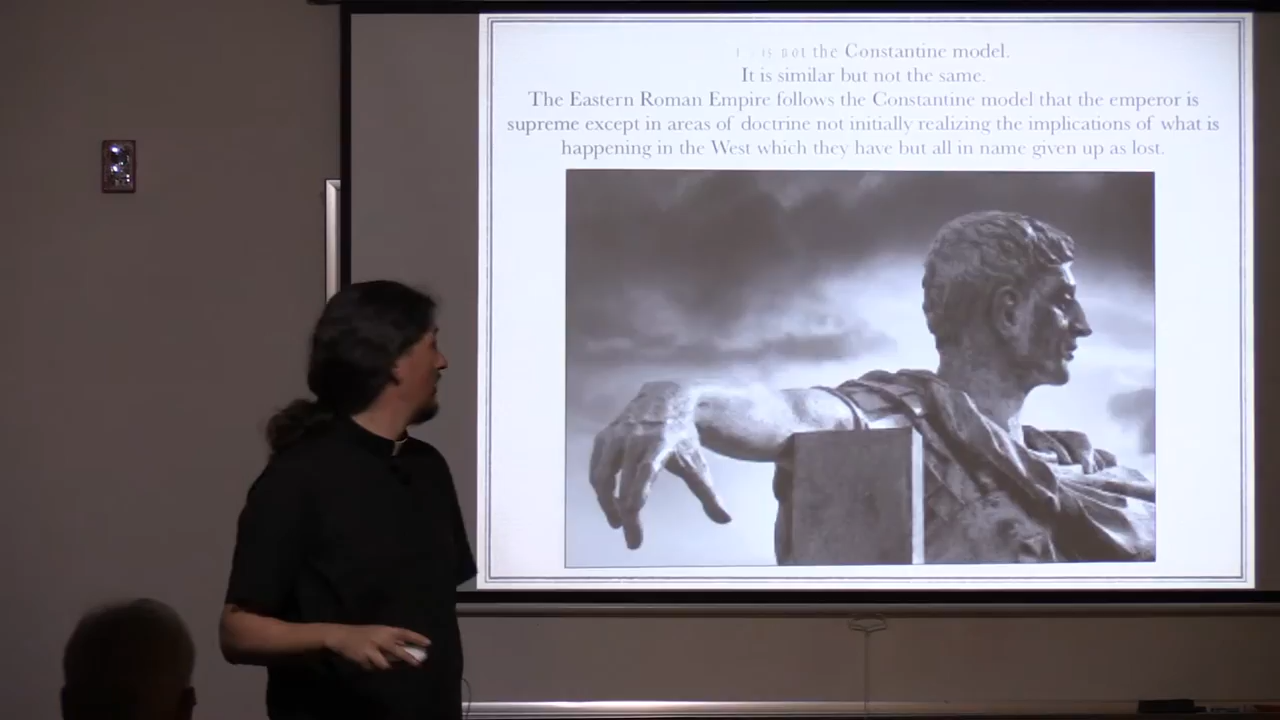 is not the Constantine model.
It is similar but not the same.
The Eastern Roman Empire follows the Constantine model that the emperor is
supreme except in areas of doctrine not initially realizing the implications of what is
happening in the West which they have but all in name given up as lost.